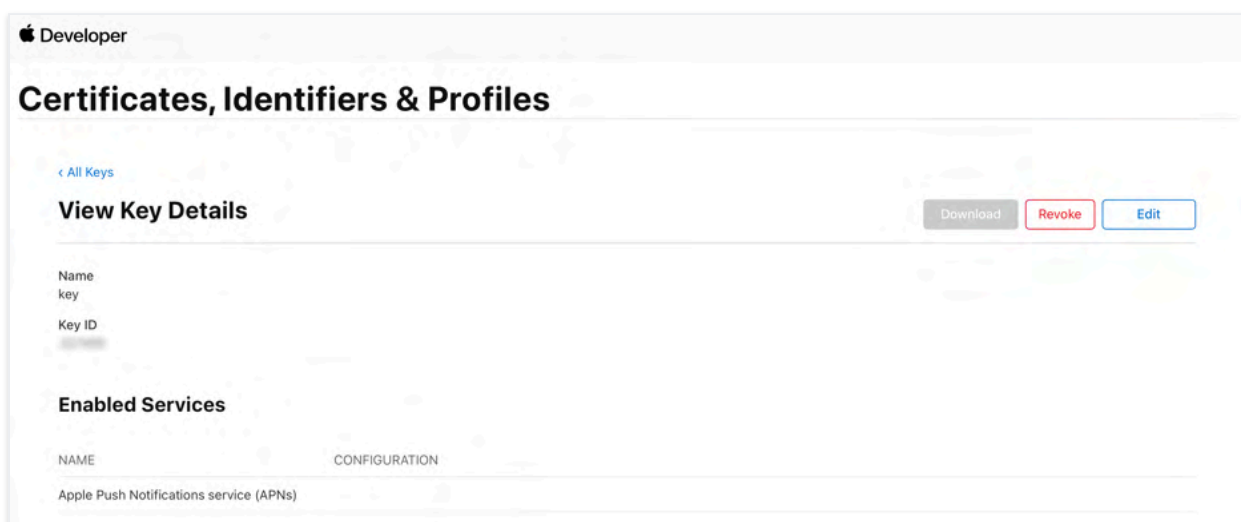 Developer
Certificates, Identifiers & Profiles
‹ All Keys
View Key Details
Download Revoke Edit
Name
key
Key ID
Enabled Services
NAME CONFIGURATION
Apple Push Notifications service (APNs)